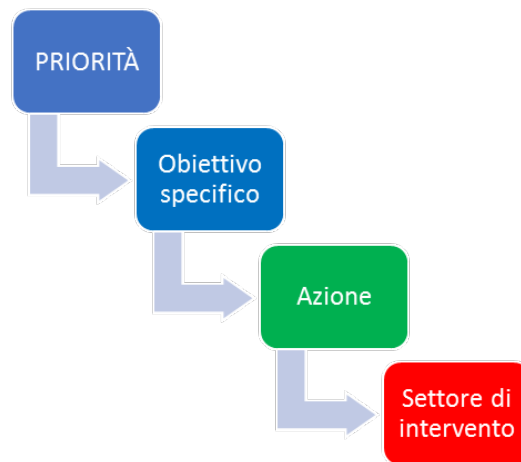 PRIORITÀ
Obiettivo
specifico
Azione
Settore di
intervento